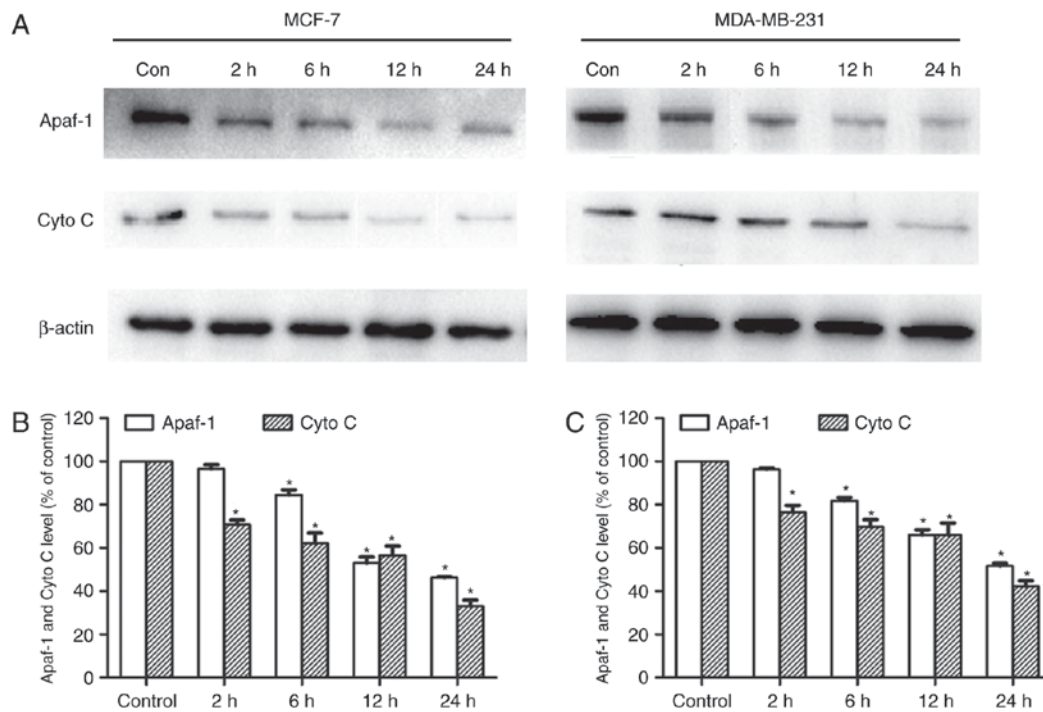 A
MCF-7
MDA-MB-231
Con 2 h 6 h 12 h 24 h
Con 2 h 6 h 12 h 24 h
Apaf-1
Cyto C
β-actin
B
Apaf-1 and Cyto C level (% of control)
120
100
80
60
40
20
0
Apaf-1 Cyto C
*
*
*
*
*
*
*
Control 2 h 6 h 12 h 24 h
C
Apaf-1 and Cyto C level (% of control)
120
100
80
60
40
20
0
Apaf-1 Cyto C
*
*
*
*
*
*
*
Control 2 h 6 h 12 h 24 h